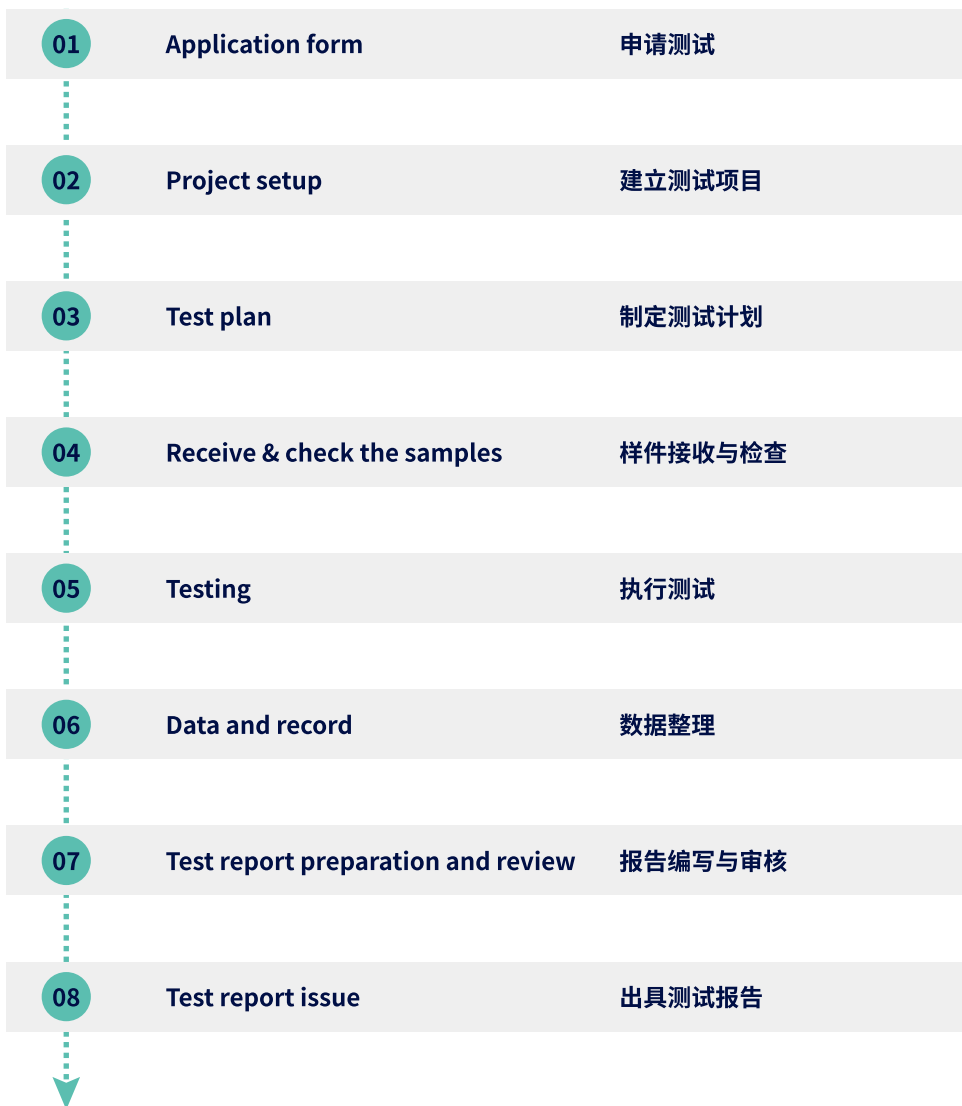 01 Application form 申请测试
02 Project setup 建立测试项目
03 Test plan 制定测试计划
04 Receive & check the samples 样件接收与检查
05 Testing 执行测试
06 Data and record 数据整理
07 Test report preparation and review 报告编写与审核
08 Test report issue 出具测试报告